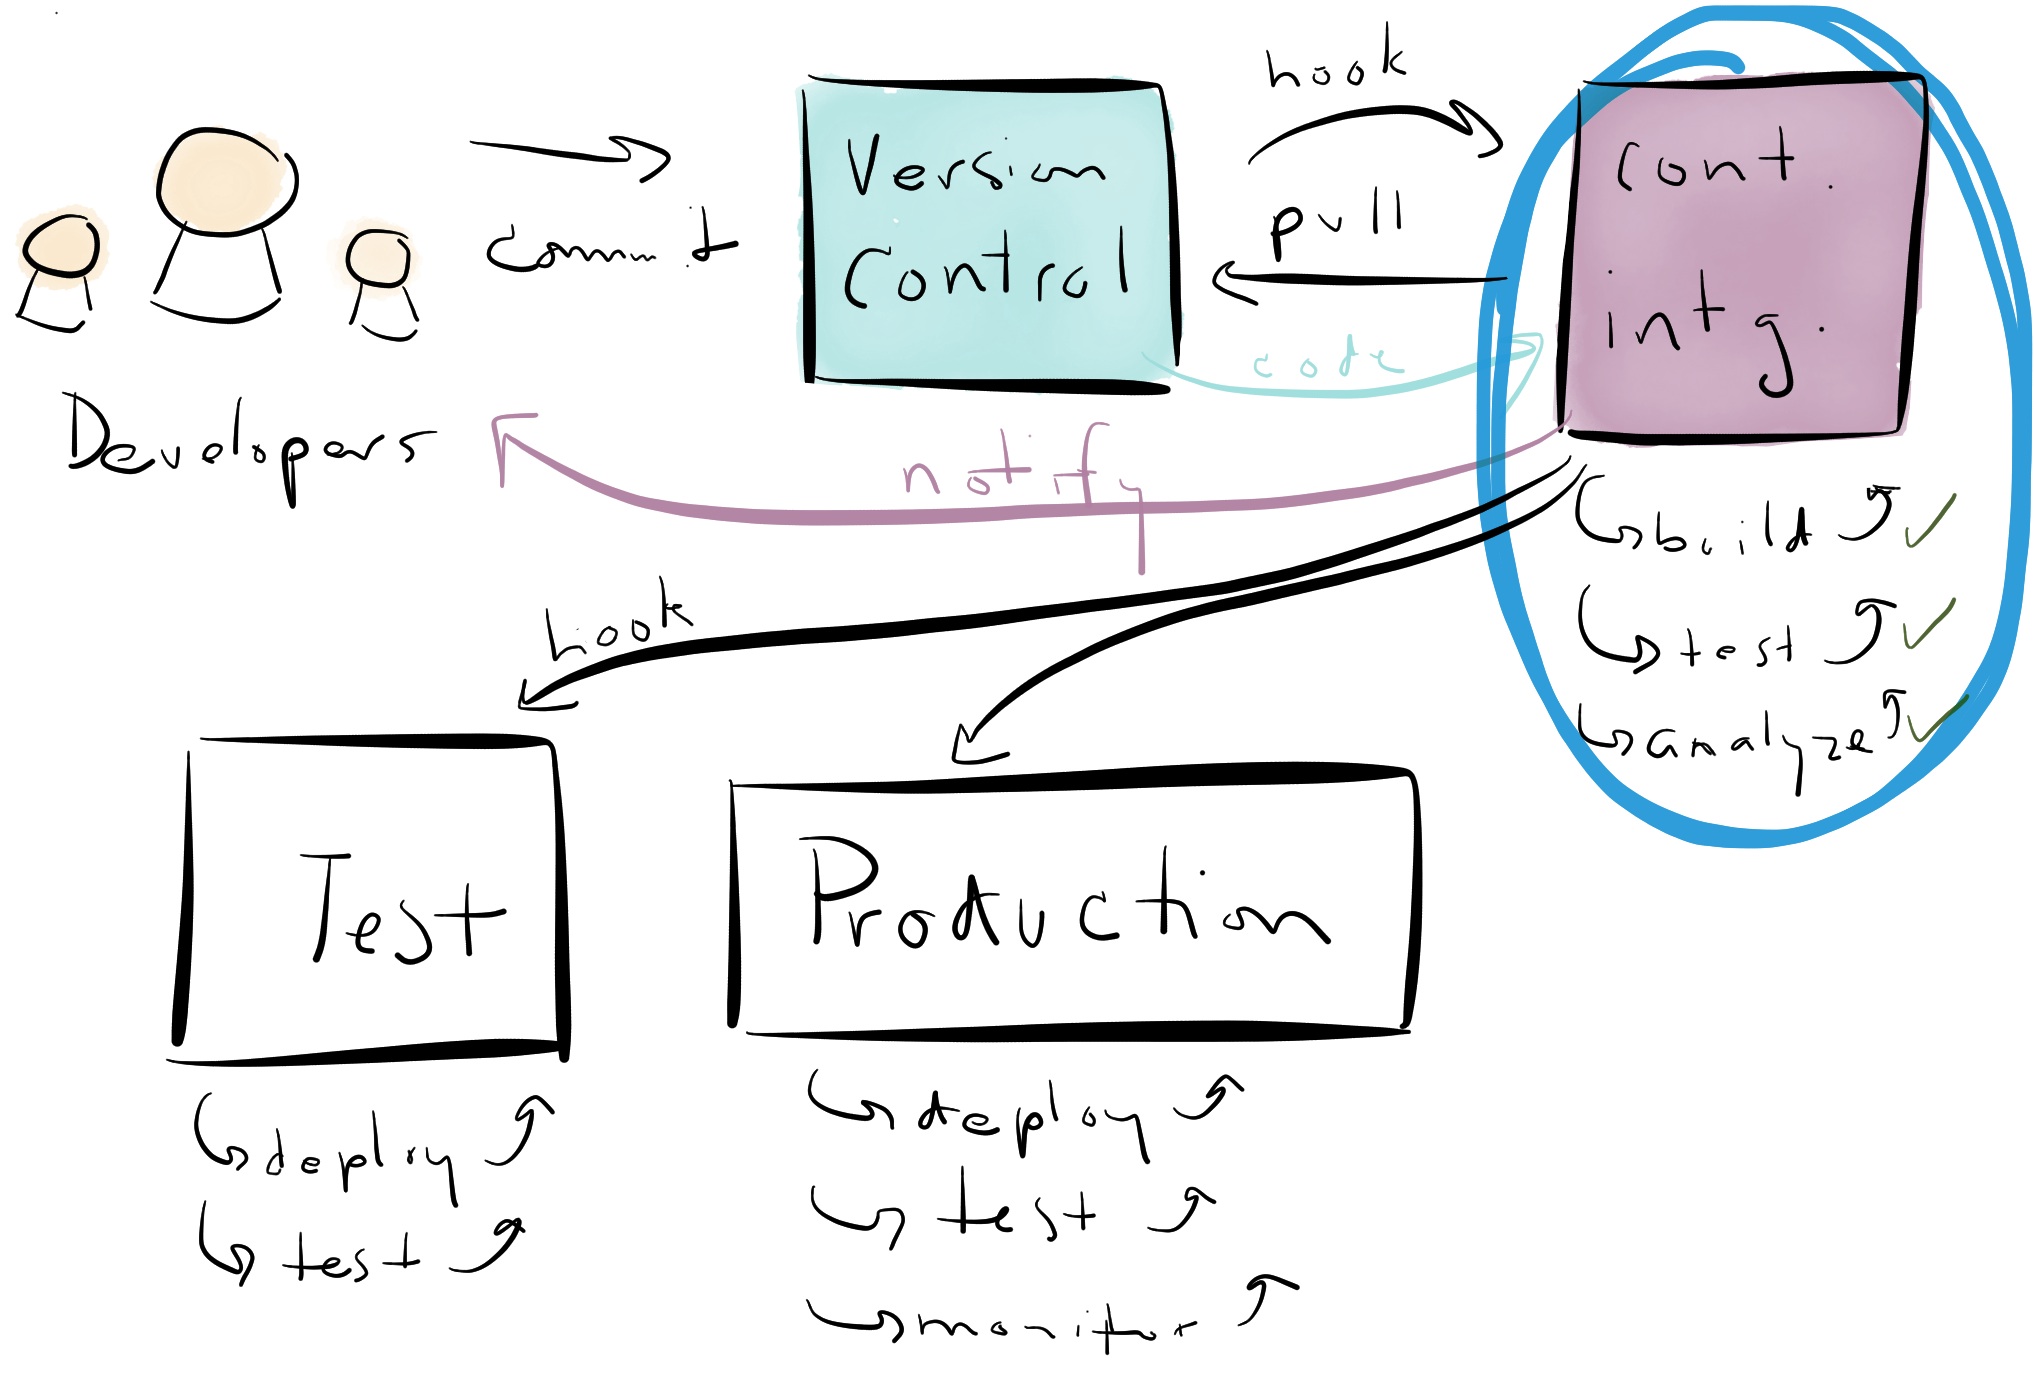 hook
Version
Control
cont.
intg.
commit
pull
code
Developers
notify
build
test
analyze
hook
Test
Production
deploy
test
deploy
test
monitor